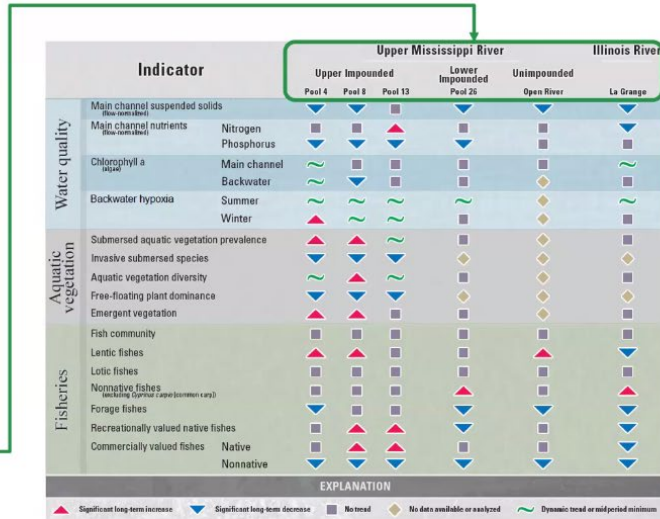 Upper Mississippi River Illinois River
Indicator
Upper Impounded Lower Impounded Unimpounded
Pool 4 Pool 8 Pool 13 Pool 26 Open River La Grange
Water quality
Main channel suspended solids
(flow-normalized)
Main channel nutrients Nitrogen
(flow-normalized)
Phosphorus
Chlorophyll a Main channel
(algae)
Backwater
Backwater hypoxia Summer
Winter
Aquatic vegetation
Submersed aquatic vegetation prevalence
Invasive submersed species
Aquatic vegetation diversity
Free-floating plant dominance
Emergent vegetation
Fisheries
Fish community
Lentic fishes
Lotic fishes
Nonnative fishes
(excluding Cyprinus carpio [common carp])
Forage fishes
Recreationally valued native fishes
Commercially valued fishes Native
Nonnative
EXPLANATION
Significant long-term increase Significant long-term decrease No trend No data available or analyzed Dynamic trend or midperiod minimum